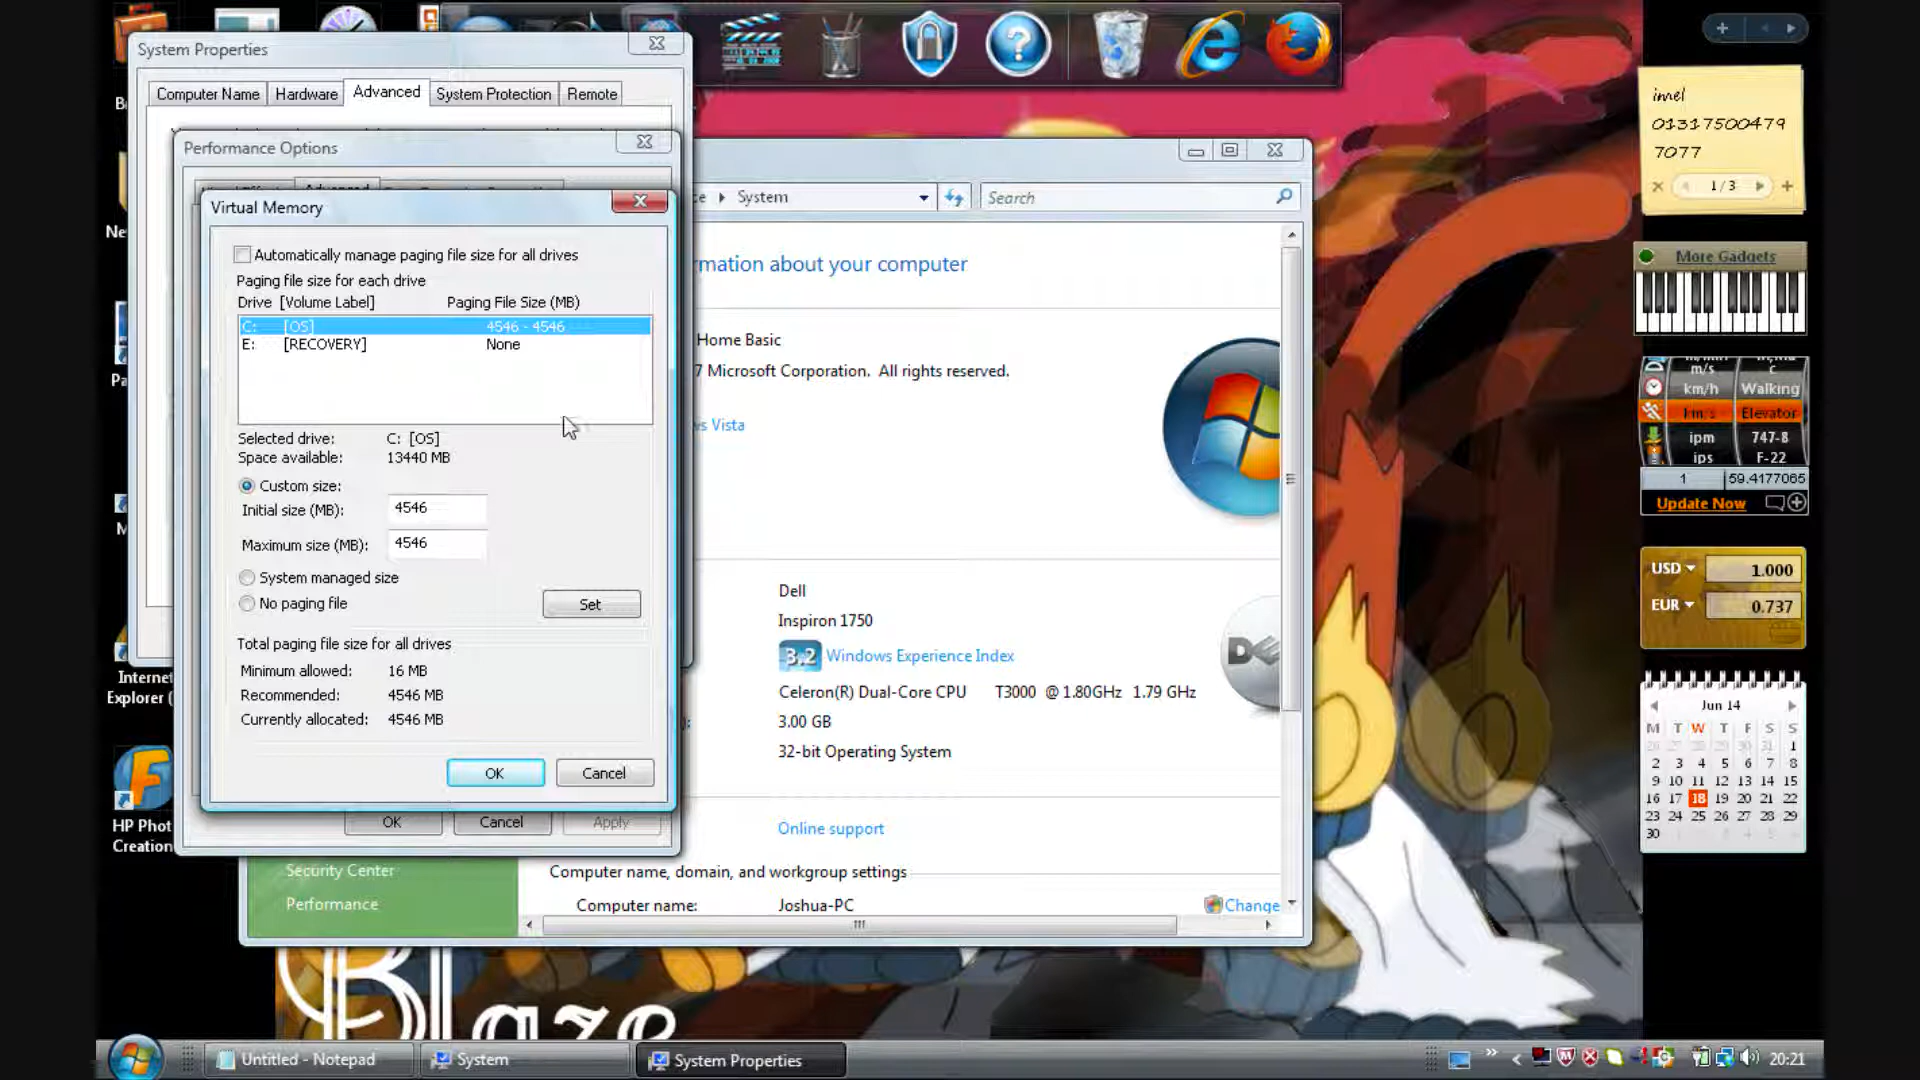 System Properties
Computer Name
Hardware
Advanced
System Protection
Remote
Performance Options
Virtual Memory
Automatically manage paging file size for all drives
Paging file size for each drive
Drive [Volume Label] Paging File Size (MB)
C: [OS] 4546 - 4546
E: [RECOVERY] None
Selected drive: C: [OS]
Space available: 13440 MB
Custom size:
Initial size (MB): 4546
Maximum size (MB): 4546
System managed size
No paging file
Set
Total paging file size for all drives
Minimum allowed: 16 MB
Recommended: 4546 MB
Currently allocated: 4546 MB
OK Cancel
OK Cancel Apply
System
Search
rmation about your computer
Home Basic
7 Microsoft Corporation. All rights reserved.
s Vista
Dell
Inspiron 1750
3.2 Windows Experience Index
Celeron(R) Dual-Core CPU T3000 @ 1.80GHz 1.79 GHz
3.00 GB
32-bit Operating System
Online support
Computer name, domain, and workgroup settings
Computer name: Joshua-PC
Change
Security Center
Performance
Internet
Explorer (
HP Phot
Creation
Blaze
imel
01317500479
7077
1/3
More Gadgets
m/s
km/h Walking
km/s Elevator
ipm 747-8
ips F-22
1 59.4177065
Update Now
USD 1.000
EUR 0.737
Jun 14
M T W T F S S
26 27 28 29 30 31 1
2 3 4 5 6 7 8
9 10 11 12 13 14 15
16 17 18 19 20 21 22
23 24 25 26 27 28 29
30
Untitled - Notepad
System
System Properties
20:21